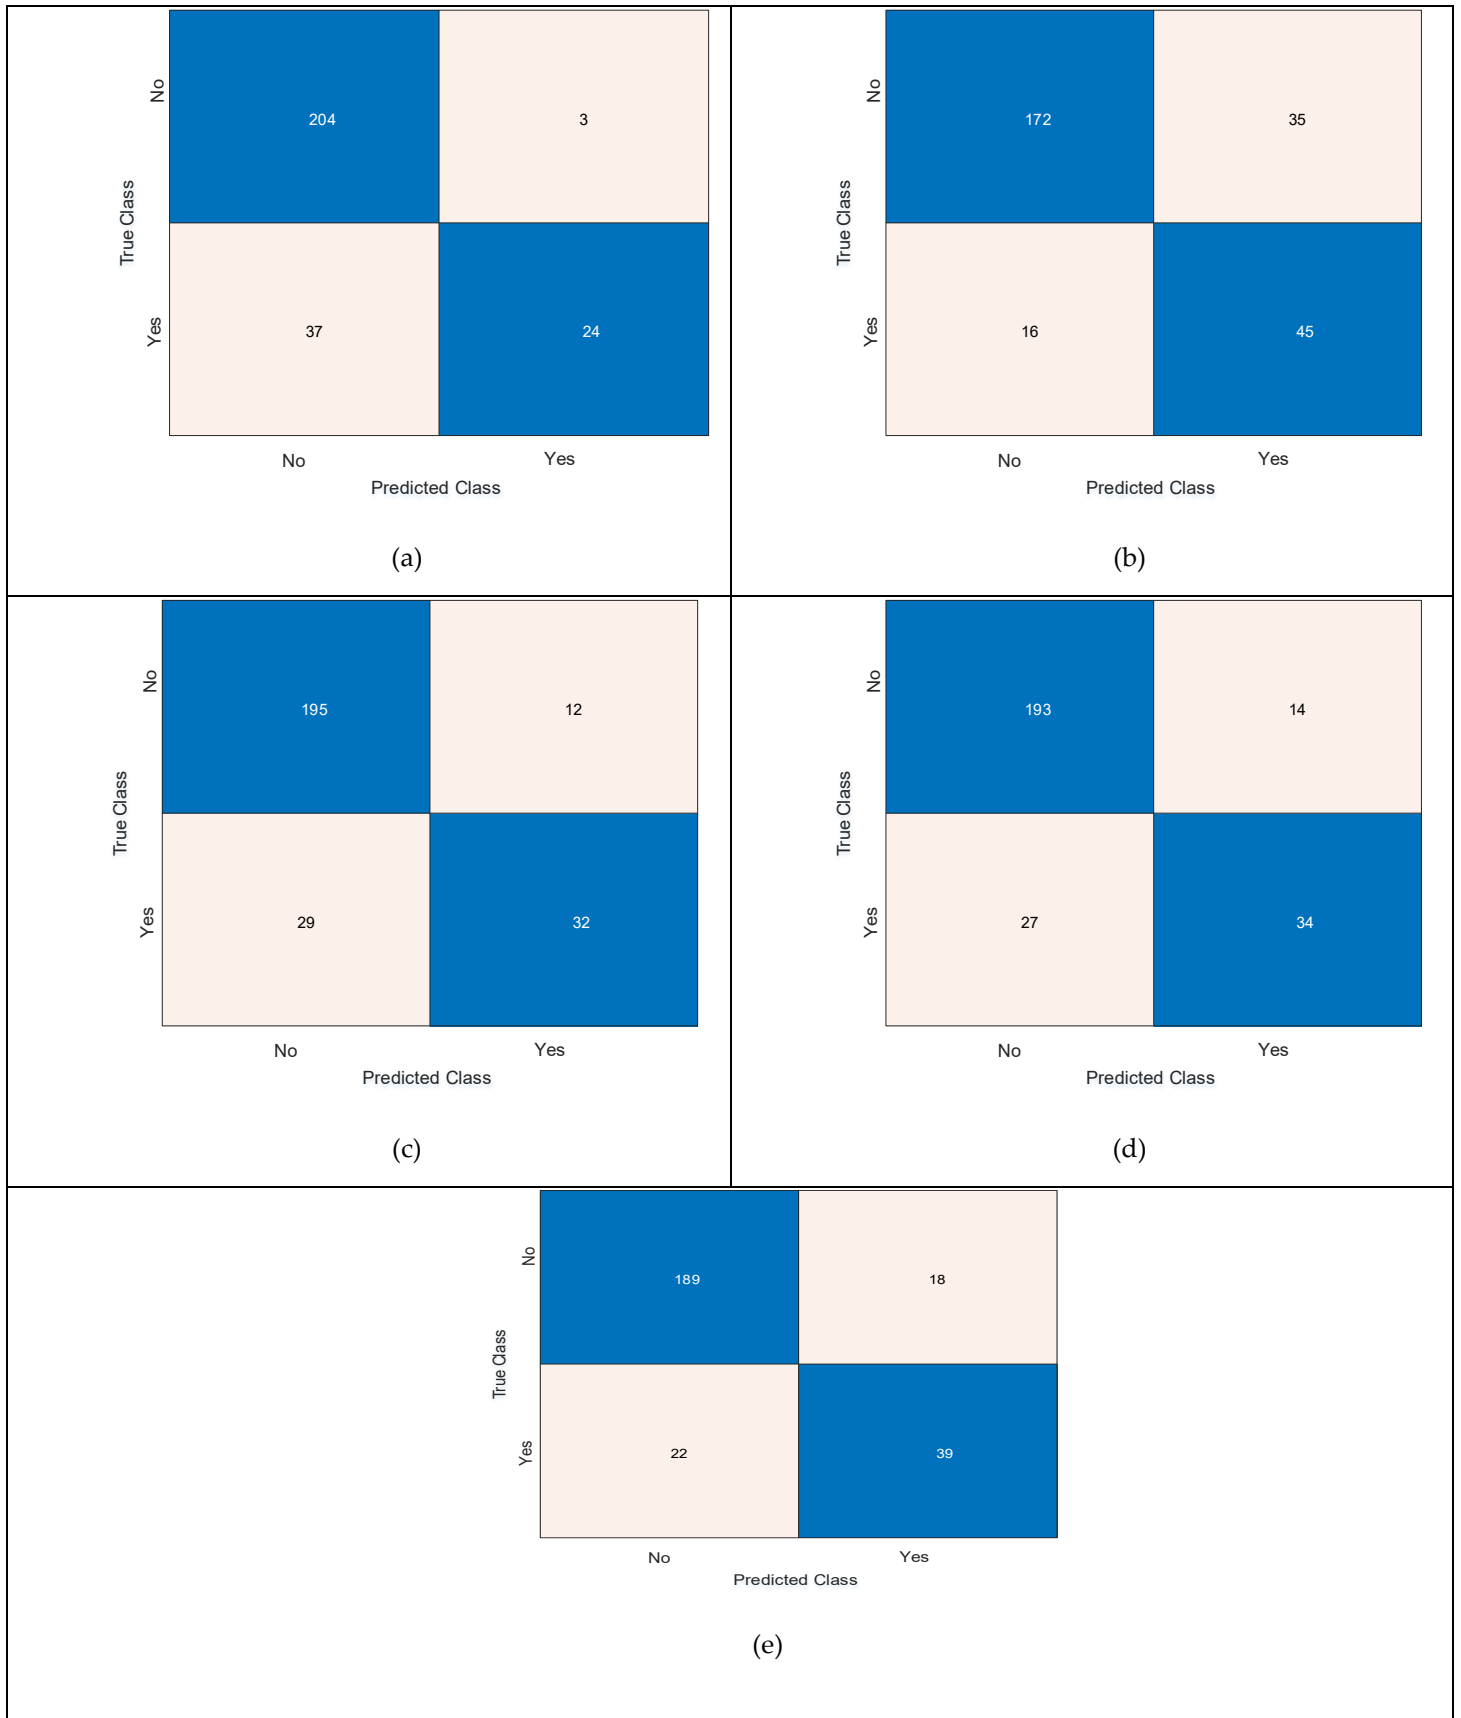 No
204
3
True Class
Yes
37
24
No
Yes
Predicted Class
(a)
No
172
35
True Class
Yes
16
45
No
Yes
Predicted Class
(b)
No
195
12
True Class
Yes
29
32
No
Yes
Predicted Class
(c)
No
193
14
True Class
Yes
27
34
No
Yes
Predicted Class
(d)
No
189
18
True Class
Yes
22
39
No
Yes
Predicted Class
(e)